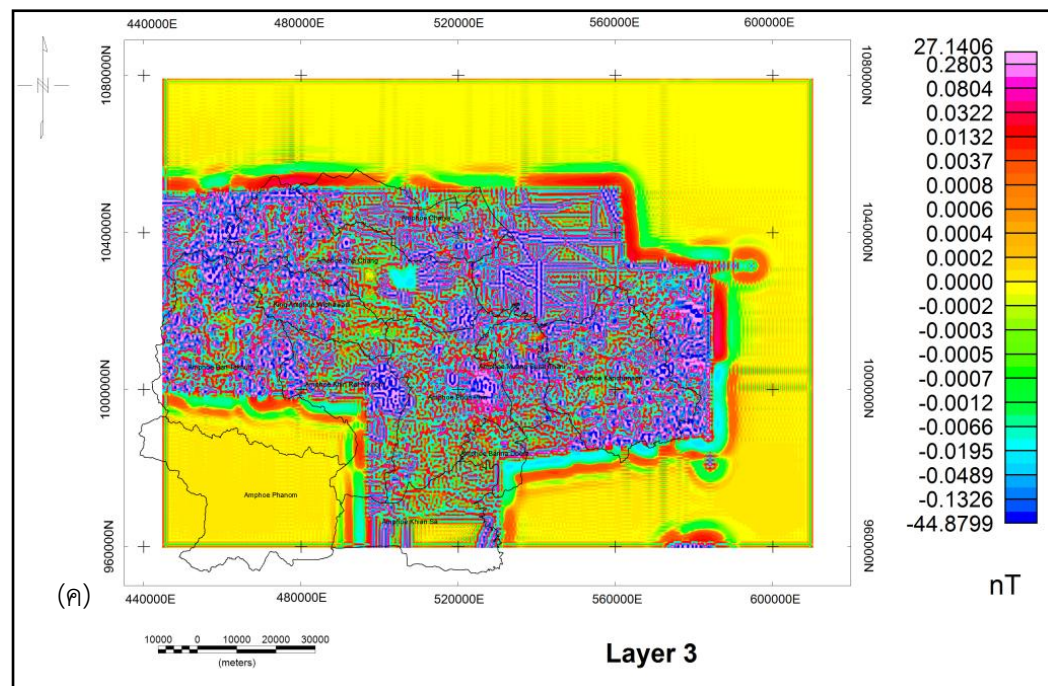 440000E 480000E 520000E 560000E 600000E
27.1406
0.2803
0.0804
0.0322
0.0132
0.0037
0.0008
0.0006
0.0004
0.0002
0.0000
-0.0002
-0.0003
-0.0005
-0.0007
-0.0012
-0.0066
-0.0195
-0.0489
-0.1326
-44.8799
nT
1080000N 1080000N
1040000N 1040000N
1000000N 1000000N
960000N 960000N
Amphoe Phanom
Amphoe Khian Sa
(ค)
440000E 480000E 520000E 560000E 600000E
10000 0 10000 20000 30000
(meters)
Layer 3